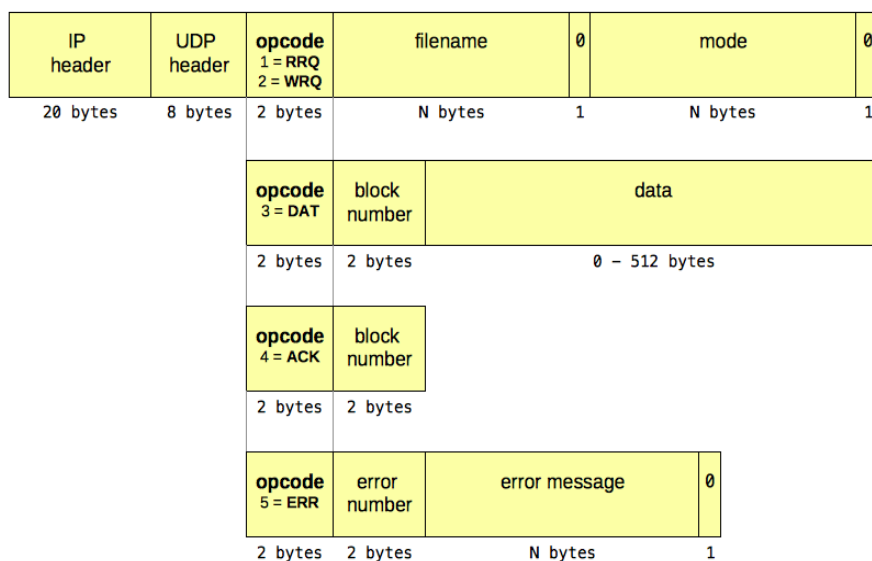 IP header
UDP header
opcode
1 = RRQ
2 = WRQ
filename
0
mode
0
20 bytes
8 bytes
2 bytes
N bytes
1
N bytes
1
opcode
3 = DAT
block number
data
2 bytes
2 bytes
0 – 512 bytes
opcode
4 = ACK
block number
2 bytes
2 bytes
opcode
5 = ERR
error number
error message
0
2 bytes
2 bytes
N bytes
1